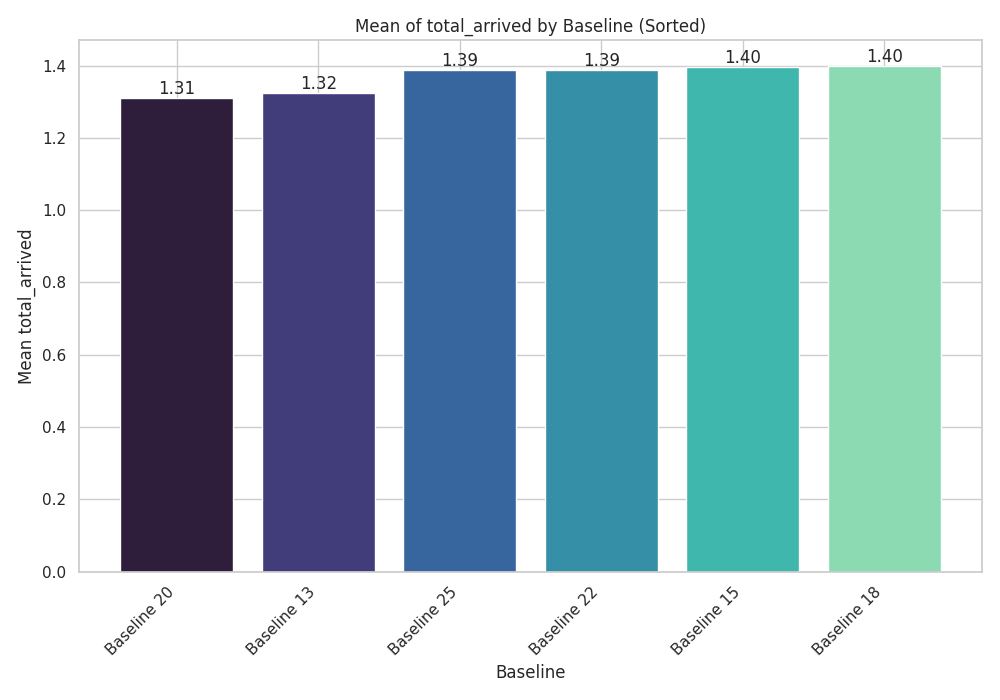 Mean of total_arrived by Baseline (Sorted)
Mean total_arrived
1.4
1.2
1.0
0.8
0.6
0.4
0.2
0.0
1.31
1.32
1.39
1.39
1.40
1.40
Baseline 20
Baseline 13
Baseline 25
Baseline 22
Baseline 15
Baseline 18
Baseline